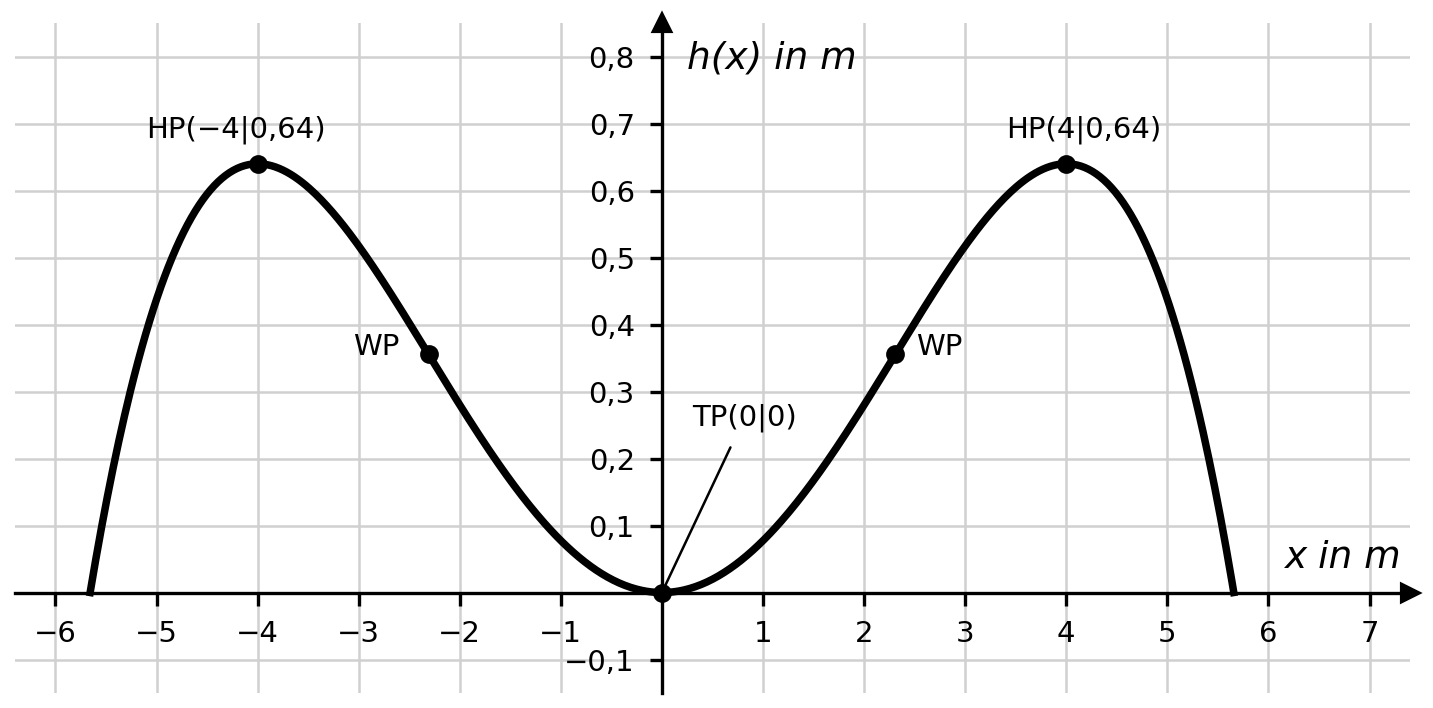 0,8
h(x) in m
HP(−4|0,64)
0,7
HP(4|0,64)
0,6
0,5
0,4
WP
WP
0,3
TP(0|0)
0,2
0,1
x in m
−6 −5 −4 −3 −2 −1 1 2 3 4 5 6 7
−0,1